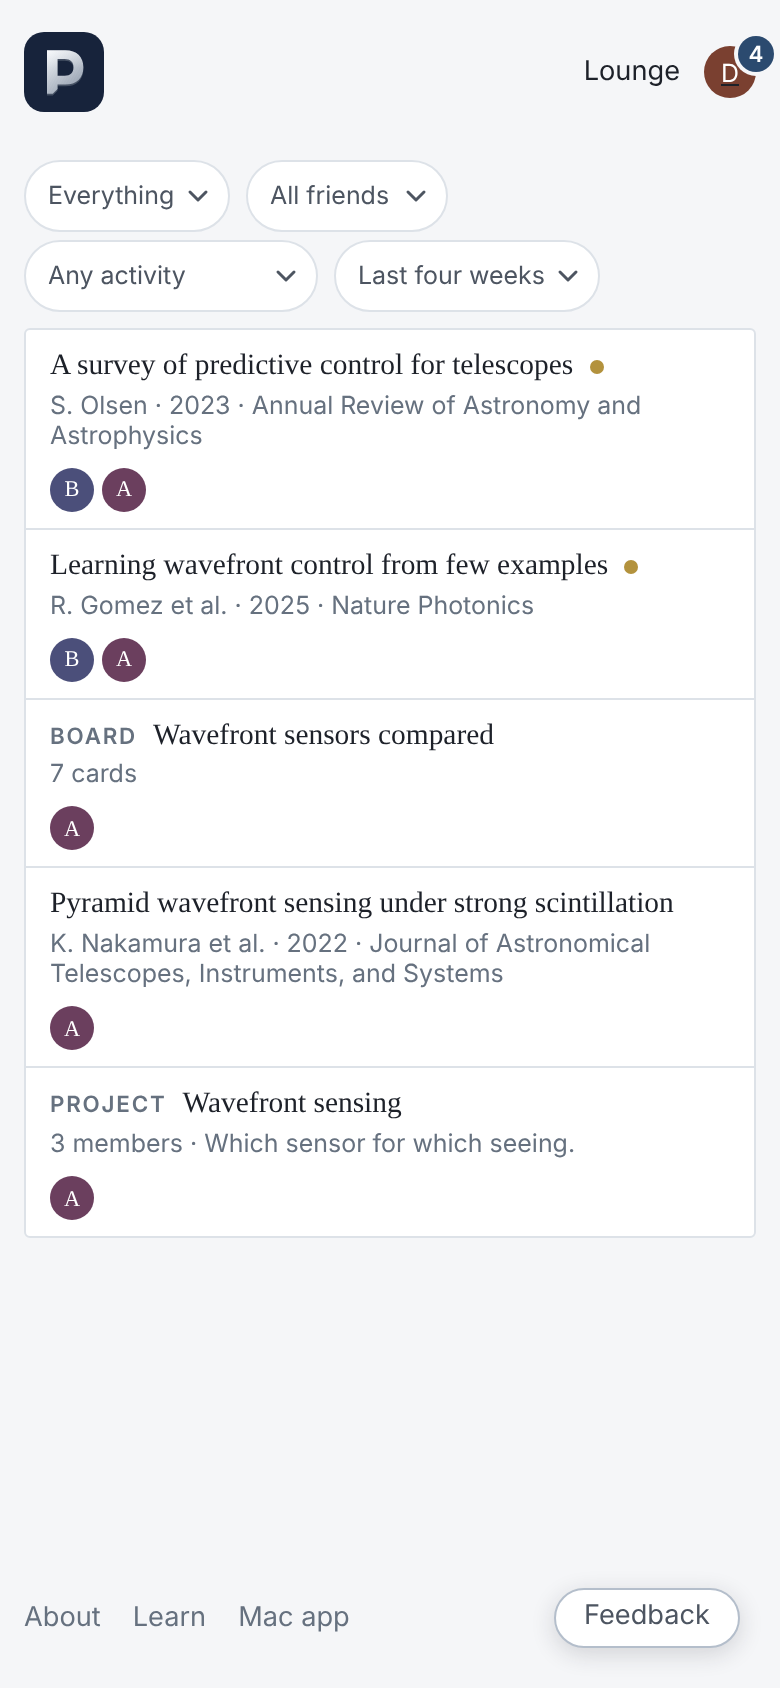 P
Lounge
D
4
Everything
All friends
Any activity
Last four weeks
A survey of predictive control for telescopes
S. Olsen · 2023 · Annual Review of Astronomy and
Astrophysics
B A
Learning wavefront control from few examples
R. Gomez et al. · 2025 · Nature Photonics
B A
BOARD Wavefront sensors compared
7 cards
A
Pyramid wavefront sensing under strong scintillation
K. Nakamura et al. · 2022 · Journal of Astronomical
Telescopes, Instruments, and Systems
A
PROJECT Wavefront sensing
3 members · Which sensor for which seeing.
A
About Learn Mac app
Feedback